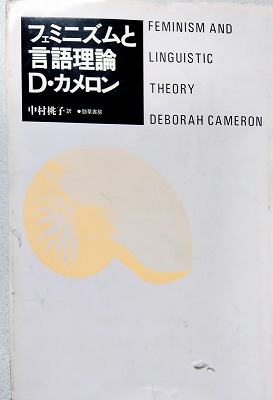 フェミニズムと
言語理論
D・カメロン
中村桃子訳 ●勁草書房
FEMINISM AND
LINGUISTIC
THEORY
DEBORAH CAMERON